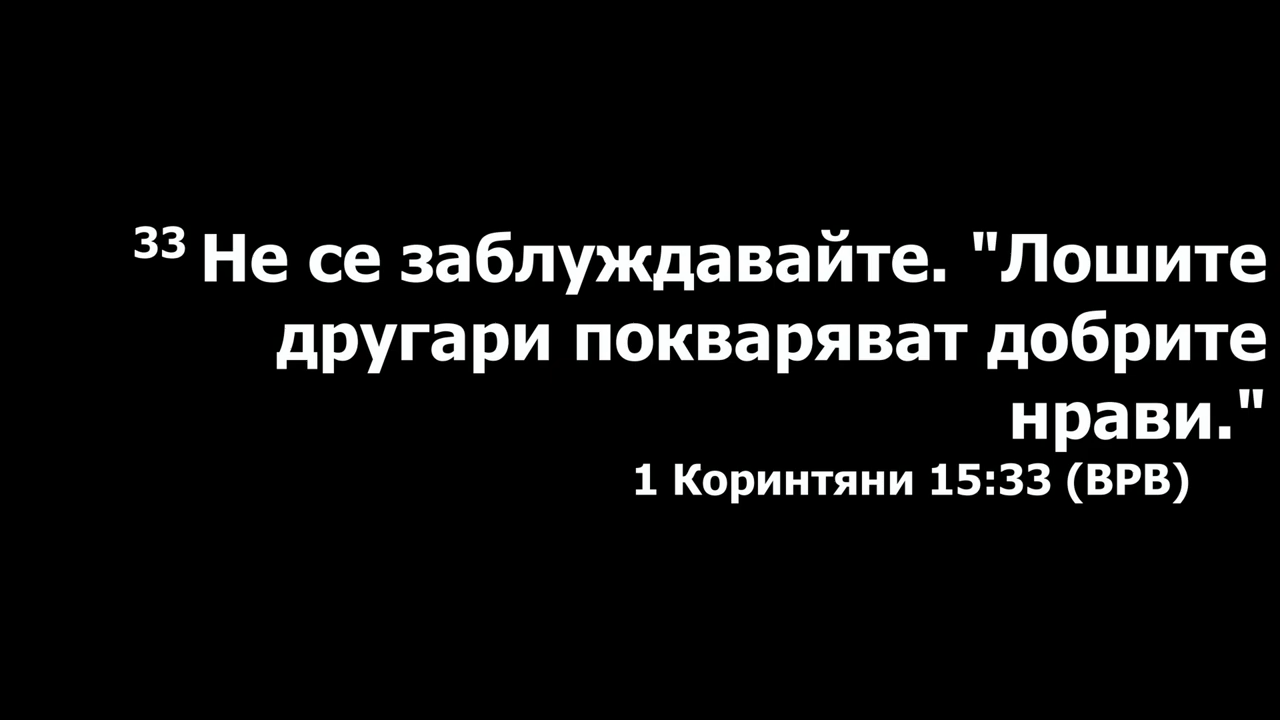 33 Не се заблуждавайте. "Лошите
другари покваряват добрите
нрави."
1 Коринтяни 15:33 (ВРВ)